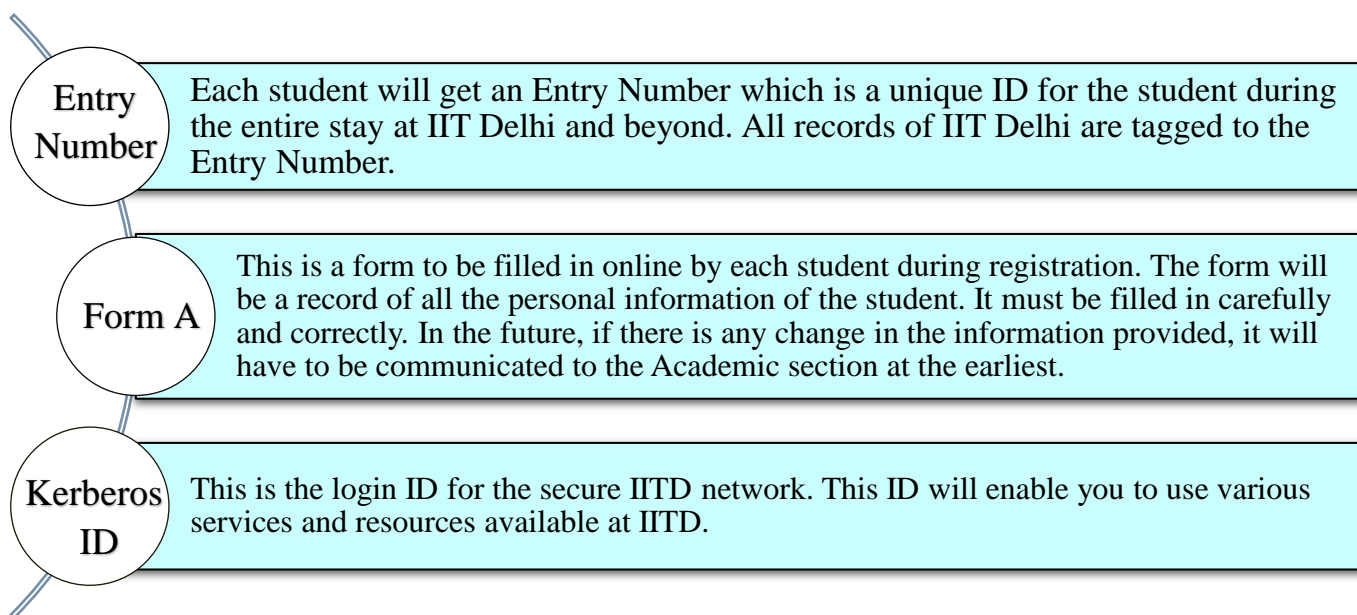 Entry
Number
Each student will get an Entry Number which is a unique ID for the student during
the entire stay at IIT Delhi and beyond. All records of IIT Delhi are tagged to the
Entry Number.
Form A
This is a form to be filled in online by each student during registration. The form will
be a record of all the personal information of the student. It must be filled in carefully
and correctly. In the future, if there is any change in the information provided, it will
have to be communicated to the Academic section at the earliest.
Kerberos
ID
This is the login ID for the secure IITD network. This ID will enable you to use various
services and resources available at IITD.